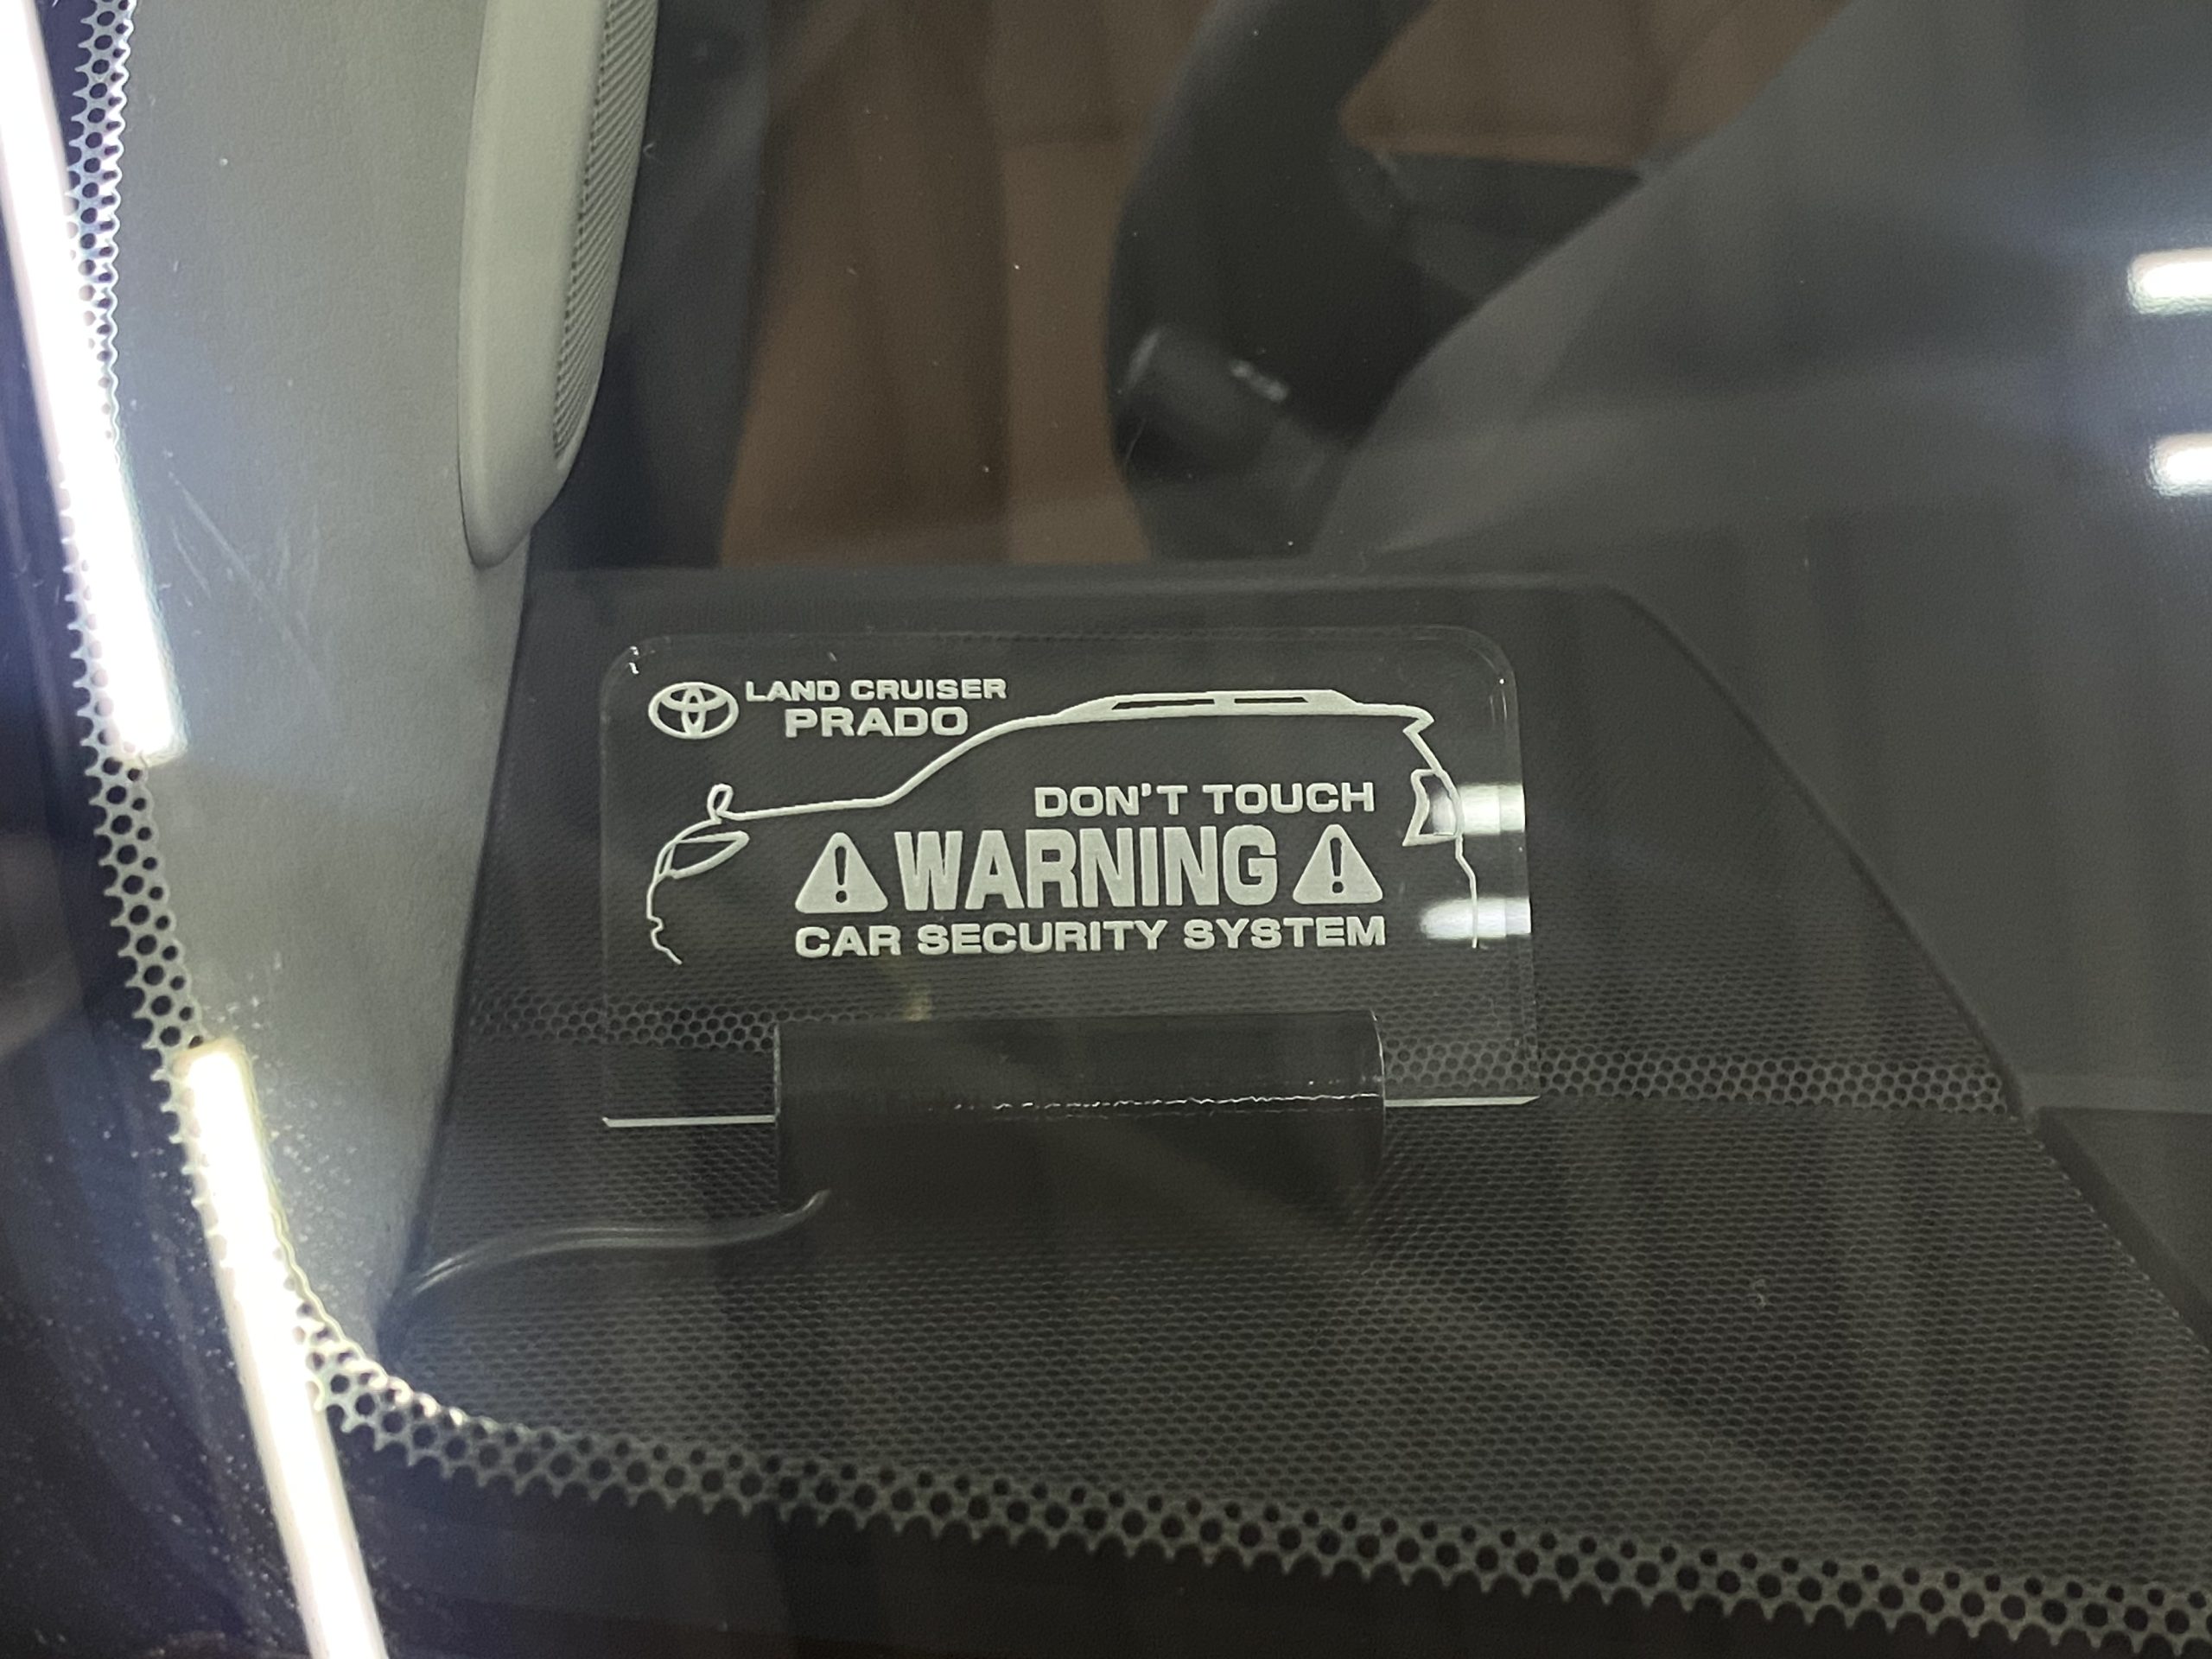 LAND CRUISER
PRADO
DON'T TOUCH
WARNING
CAR SECURITY SYSTEM